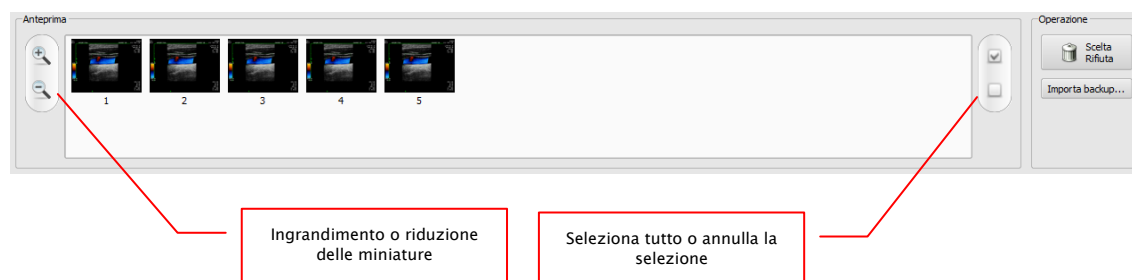 Anteprima
Operazione
Scelta
Rifiuta
Importa backup...
1 2 3 4 5
Ingrandimento o riduzione
delle miniature
Seleziona tutto o annulla la
selezione